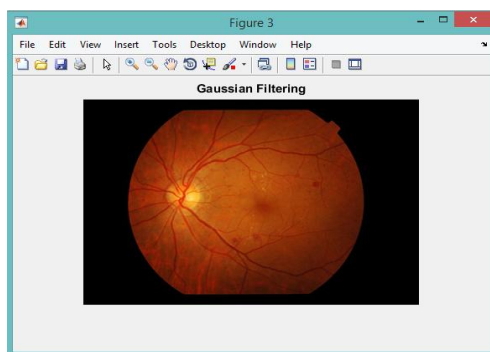 Figure 3
File Edit View Insert Tools Desktop Window Help
Gaussian Filtering